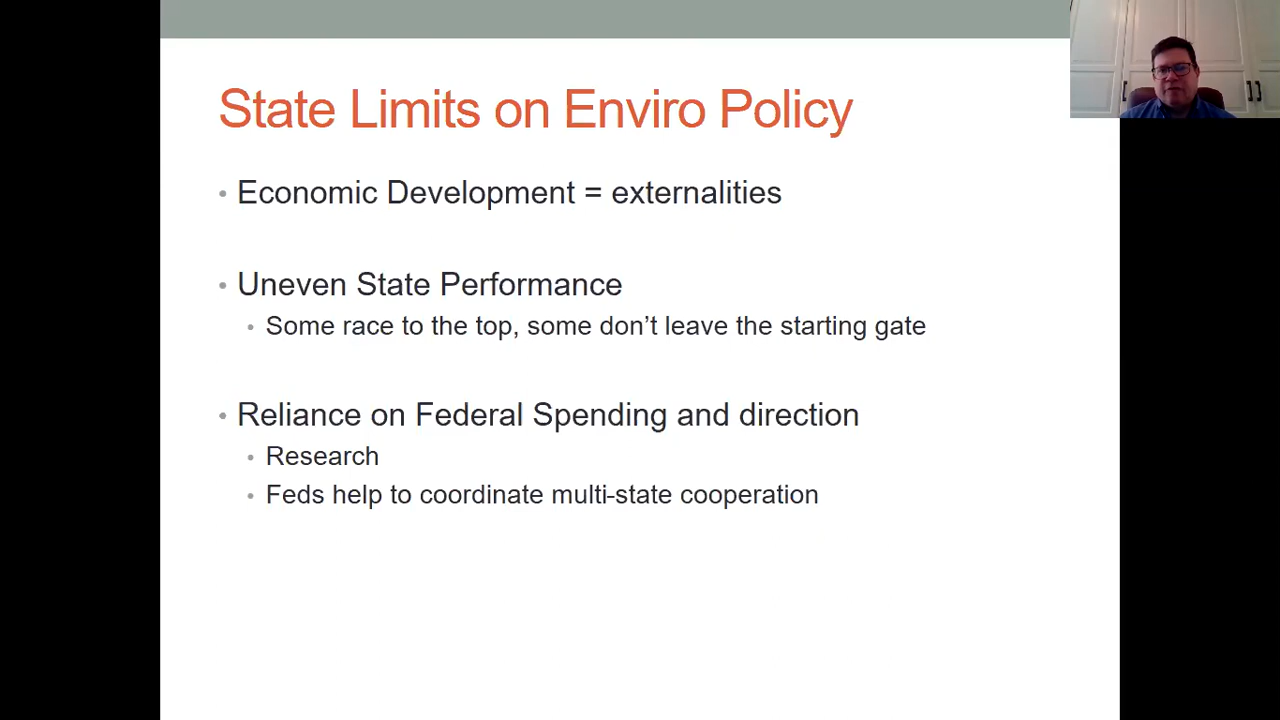 State Limits on Enviro Policy
• Economic Development = externalities
• Uneven State Performance
• Some race to the top, some don’t leave the starting gate
• Reliance on Federal Spending and direction
• Research
• Feds help to coordinate multi-state cooperation